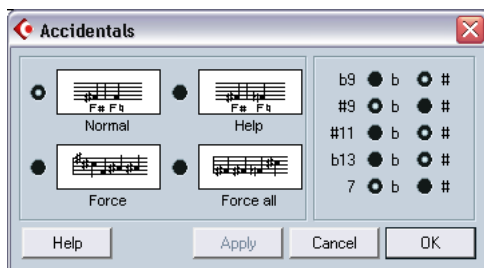 Accidentals
F# F♮
Normal
F# F♮
Help
Force
Force all
b9 b #
#9 b #
#11 b #
b13 b #
7 b #
Help Apply Cancel OK